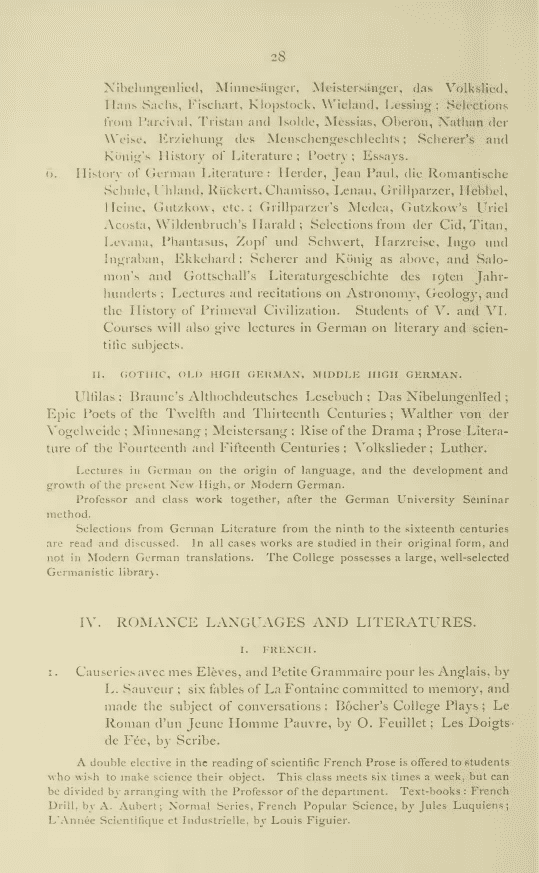 28
Nibelungenlied, Minnesänger, Meistersänger, das Volkslied,
Hans Sachs, Fischart, Klopstock, Wieland, Lessing; Selections
from Parcival, Tristan and Isolde, Messias, Oberon, Nathan der
Weise, Erziehung des Menschengeschlechts; Scherer's and
König's History of Literature; Poetry; Essays.
6. History of German Literature: Herder, Jean Paul, die Romantische
Schule, Uhland, Rückert, Chamisso, Lenau, Grillparzer, Hebbel,
Heine, Gutzkow, etc.; Grillparzer's Medea, Gutzkow's Uriel
Acosta, Wildenbruch's Harald; Selections from der Cid, Titan,
Levana, Phantasus, Zopf und Schwert, Harzreise, Ingo und
Ingraban, Ekkehard; Scherer and König as above, and Salo-
mon's and Gottschall's Literaturgeschichte des 19ten Jahr-
hunderts; Lectures and recitations on Astronomy, Geology, and
the History of Primeval Civilization. Students of V. and VI.
Courses will also give lectures in German on literary and scien-
tific subjects.
II. GOTHIC, OLD HIGH GERMAN, MIDDLE HIGH GERMAN.
Ulfilas; Braune's Althochdeutsches Lesebuch; Das Nibelungenlied;
Epic Poets of the Twelfth and Thirteenth Centuries; Walther von der
Vogelweide; Minnesang; Meistersang; Rise of the Drama; Prose Litera-
ture of the Fourteenth and Fifteenth Centuries; Volkslieder; Luther.
Lectures in German on the origin of language, and the development and
growth of the present New High, or Modern German.
Professor and class work together, after the German University Seminar
method.
Selections from German Literature from the ninth to the sixteenth centuries
are read and discussed. In all cases works are studied in their original form, and
not in Modern German translations. The College possesses a large, well-selected
Germanistic library.
IV. ROMANCE LANGUAGES AND LITERATURES.
I. FRENCH.
1. Causeries avec mes Elèves, and Petite Grammaire pour les Anglais, by
L. Sauveur; six fables of La Fontaine committed to memory, and
made the subject of conversations; Bôcher's College Plays; Le
Roman d'un Jeune Homme Pauvre, by O. Feuillet; Les Doigts
de Fée, by Scribe.
A double elective in the reading of scientific French Prose is offered to students
who wish to make science their object. This class meets six times a week, but can
be divided by arranging with the Professor of the department. Text-books: French
Drill, by A. Aubert; Normal Series, French Popular Science, by Jules Luquiens;
L'Année Scientifique et Industrielle, by Louis Figuier.